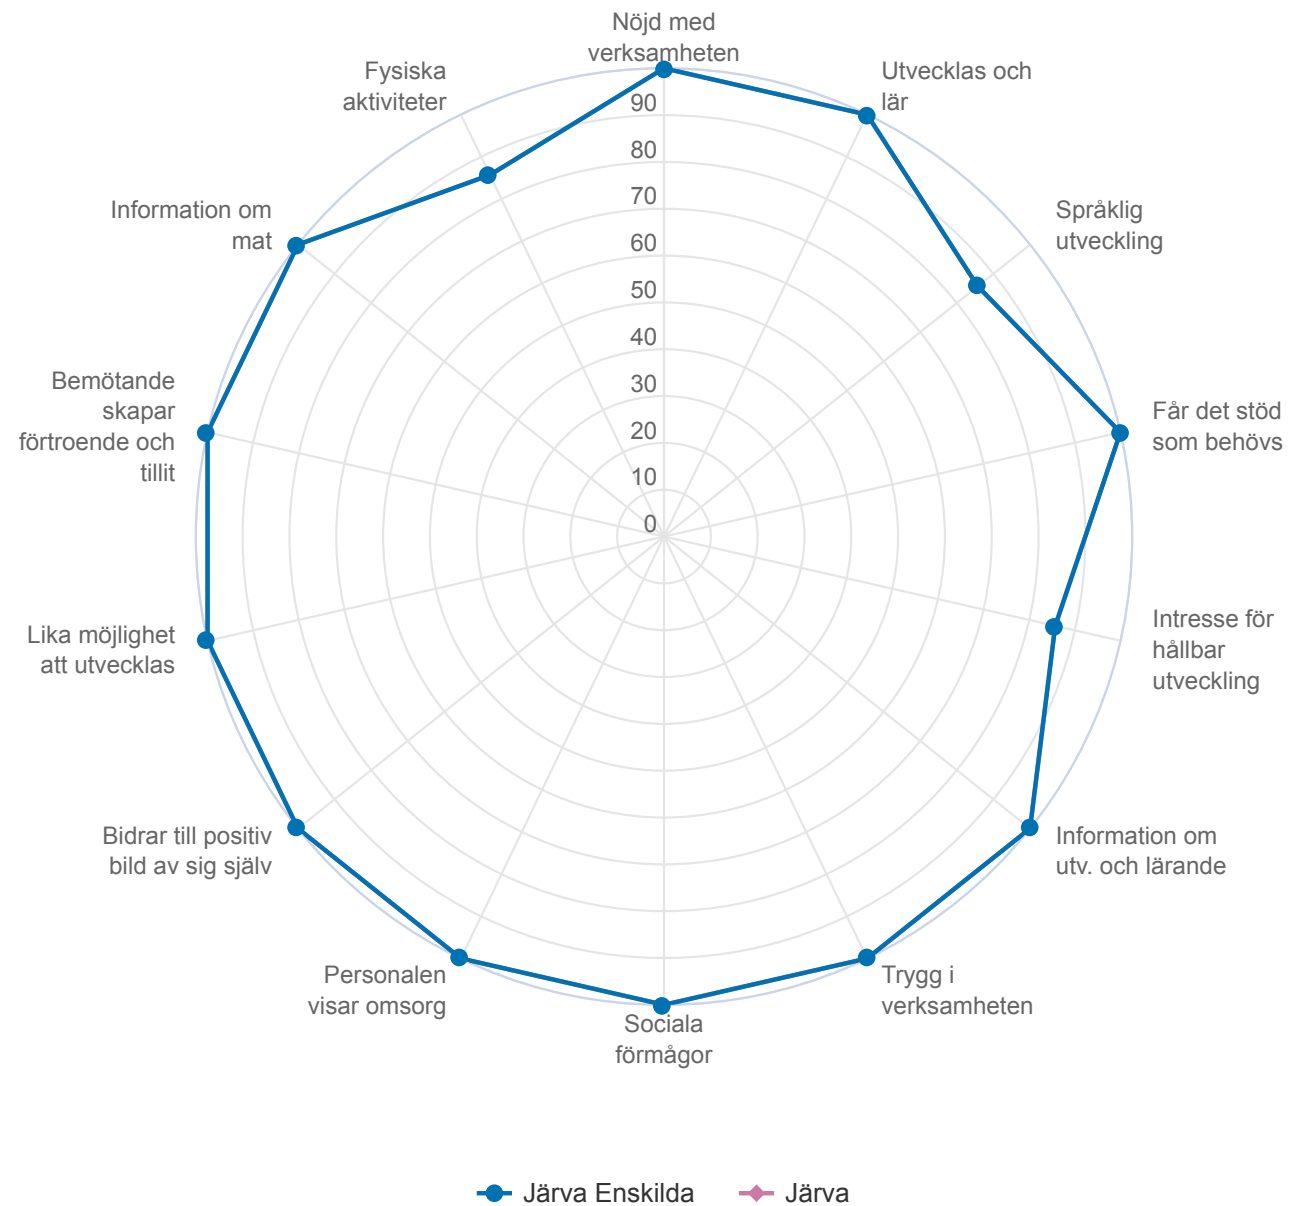 Nöjd med
verksamheten
Utvecklas och
lär
Språklig
utveckling
Får det stöd
som behövs
Intresse för
hållbar
utveckling
Information om
utv. och lärande
Trygg i
verksamheten
Sociala
förmågor
Personalen
visar omsorg
Bidrar till positiv
bild av sig själv
Lika möjlighet
att utvecklas
Bemötande
skapar
förtroende och
tillit
Information om
mat
Fysiska
aktiviteter
90
80
70
60
50
40
30
20
10
0
Järva Enskilda
Järva